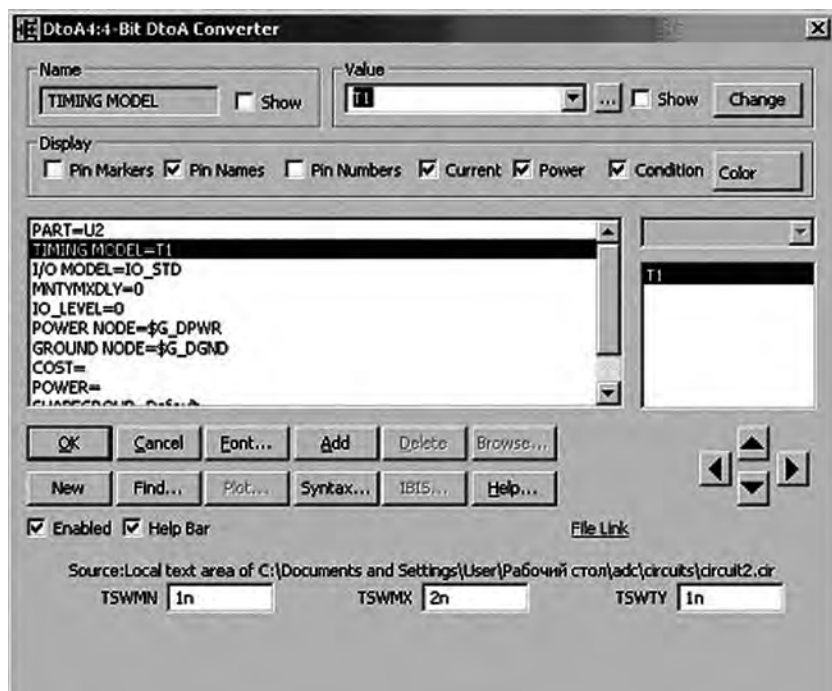 DtoA4:4-Bit DtoA Converter
Name
TIMING MODEL
Show
Value
T1
...
Show
Change
Display
Pin Markers
Pin Names
Pin Numbers
Current
Power
Condition
Color
PART=U2
TIMING MODEL=T1
I/O MODEL=IO_STD
MNTYMXDLY=0
IO_LEVEL=0
POWER NODE=$G_DPWR
GROUND NODE=$G_DGND
COST=
POWER=
T1
OK
Cancel
Font...
Add
Delete
Browse...
New
Find...
Plot...
Syntax...
IBIS...
Help...
Enabled
Help Bar
File Link
Source:Local text area of C:\Documents and Settings\User\Рабочий стол\adc\circuits\circuit2.cir
TSWMN 1n
TSWMX 2n
TSWTY 1n